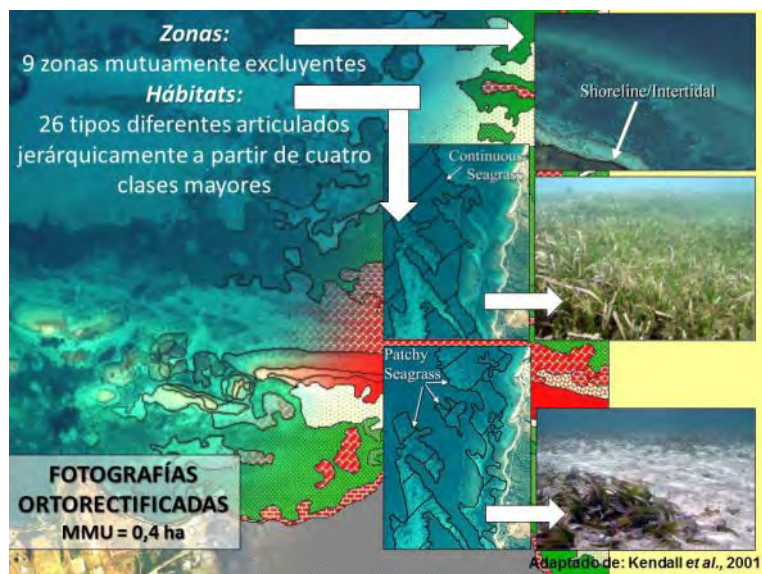 Zonas:
9 zonas mutuamente excluyentes
Hábitats:
26 tipos diferentes articulados
jerárquicamente a partir de cuatro
clases mayores
Shoreline/Intertidal
Continuous
Seagrass
Patchy
Seagrass
FOTOGRAFÍAS
ORTORECTIFICADAS
MMU = 0,4 ha
Adaptado de: Kendall et al., 2001